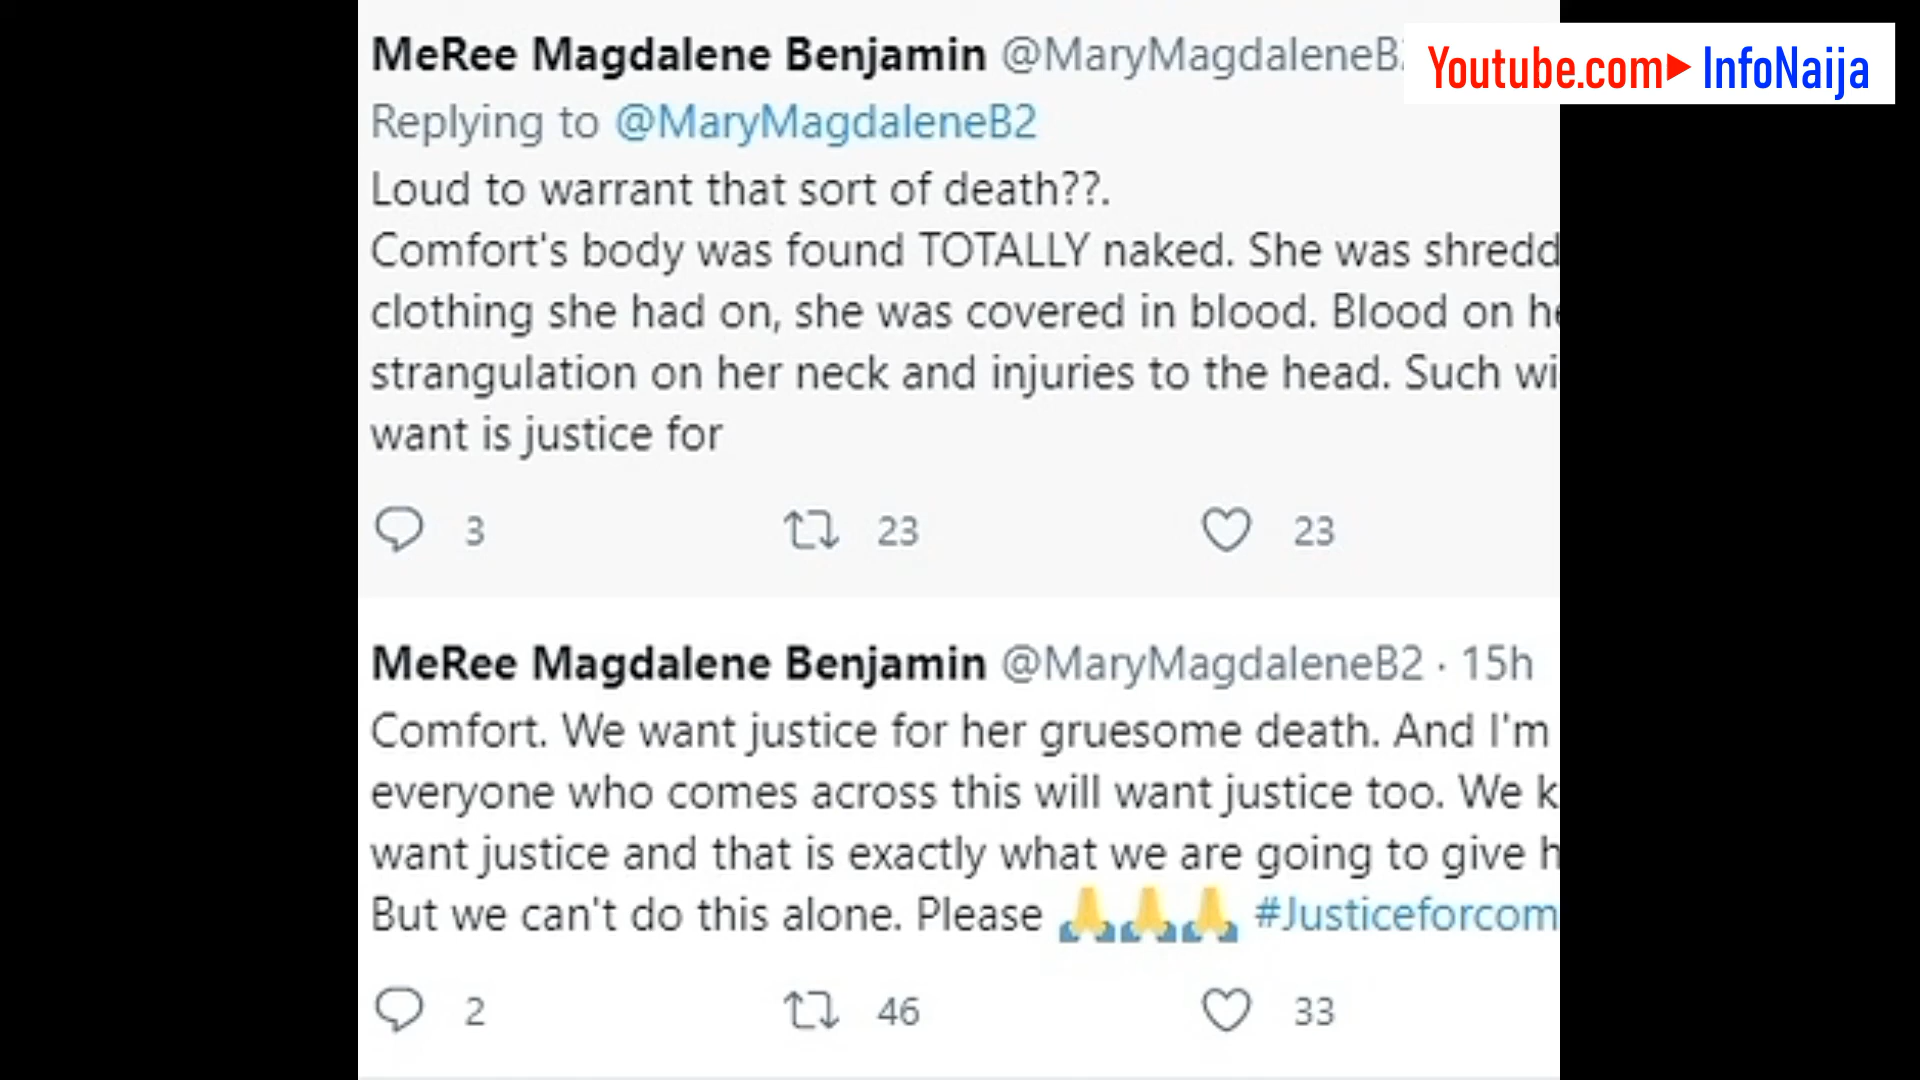 MeRee Magdalene Benjamin @MaryMagdaleneB
Youtube.com InfoNaija
Replying to @MaryMagdaleneB2
Loud to warrant that sort of death??.
Comfort's body was found TOTALLY naked. She was shredd
clothing she had on, she was covered in blood. Blood on he
strangulation on her neck and injuries to the head. Such wi
want is justice for
3 23 23
MeRee Magdalene Benjamin @MaryMagdaleneB2 · 15h
Comfort. We want justice for her gruesome death. And I'm
everyone who comes across this will want justice too. We k
want justice and that is exactly what we are going to give h
But we can't do this alone. Please 🙏🙏🙏 #Justiceforcom
2 46 33